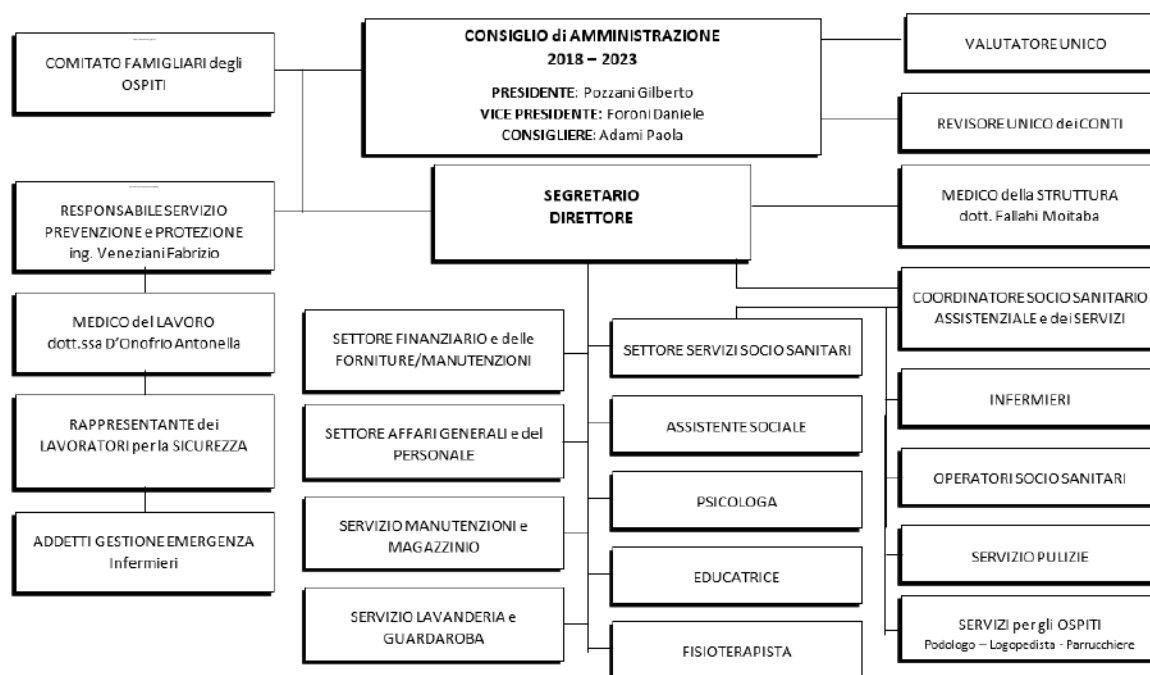 CONSIGLIO di AMMINISTRAZIONE
2018 – 2023
PRESIDENTE: Pozzani Gilberto
VICE PRESIDENTE: Foroni Daniele
CONSIGLIERE: Adami Paola
COMITATO FAMIGLIARI degli
OSPITI
VALUTATORE UNICO
REVISORE UNICO dei CONTI
SEGRETARIO
DIRETTORE
RESPONSABILE SERVIZIO
PREVENZIONE e PROTEZIONE
ing. Veneziani Fabrizio
MEDICO della STRUTTURA
dott. Fallahi Moitaba
MEDICO del LAVORO
dott.ssa D'Onofrio Antonella
COORDINATORE SOCIO SANITARIO
ASSISTENZIALE e dei SERVIZI
SETTORE FINANZIARIO e delle
FORNITURE/MANUTENZIONI
SETTORE SERVIZI SOCIO SANITARI
RAPPRESENTANTE dei
LAVORATORI per la SICUREZZA
SETTORE AFFARI GENERALI e del
PERSONALE
ASSISTENTE SOCIALE
INFERMIERI
ADDETTI GESTIONE EMERGENZA
Infermieri
SERVIZIO MANUTENZIONI e
MAGAZZINIO
PSICOLOGA
OPERATORI SOCIO SANITARI
EDUCATRICE
SERVIZIO PULIZIE
SERVIZIO LAVANDERIA e
GUARDAROBA
FISIOTERAPISTA
SERVIZI per gli OSPITI
Podologo – Logopedista - Parrucchiere